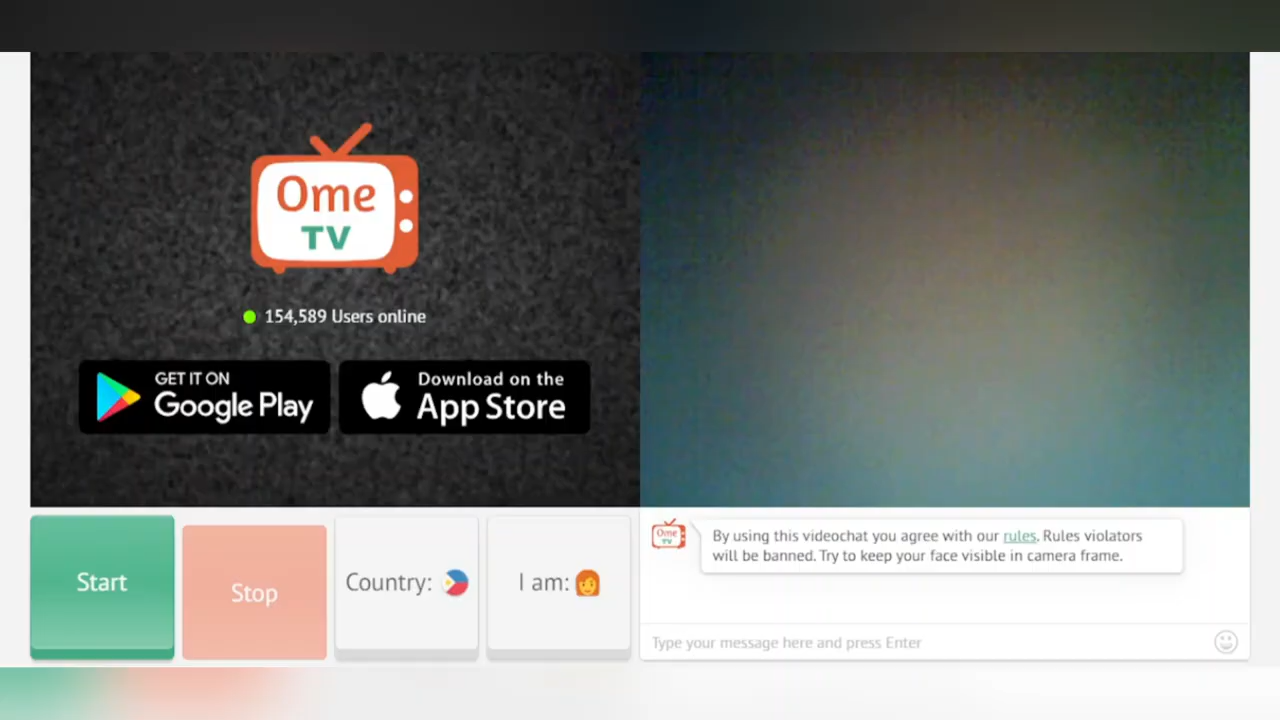 Ome
TV
154,589 Users online
GET IT ON
Google Play
Download on the
App Store
Start
Stop
Country:
I am:
Ome
TV
By using this videochat you agree with our rules. Rules violators
will be banned. Try to keep your face visible in camera frame.
Type your message here and press Enter